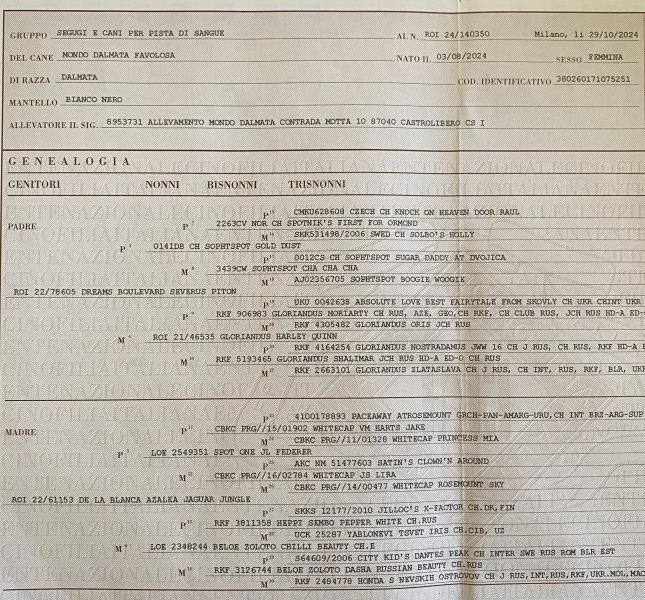 GRUPPO SEGUGI E CANI PER PISTA DI SANGUE AL N. ROI 24/140350 Milano, li 29/10/2024
DEL CANE MONDO DALMATA FAVOLOSA NATO IL 03/08/2024 SESSO FEMMINA
DI RAZZA DALMATA COD. IDENTIFICATIVO 380260171075251
MANTELLO BIANCO NERO
ALLEVATORE IL SIG. 8953731 ALLEVAMENTO MONDO DALMATA CONTRADA MOTTA 10 87040 CASTROLIBERO CS I
GENEALOGIA
GENITORI NONNI BISNONNI TRISNONNI
P CMKU628608 CZECH CH KNOCK ON HEAVEN DOOR RAUL
PADRE P 2263CV NOR CH SPOTNIK'S FIRST FOR ORMOND
M SKK531498/2006 SWED CH SOLBO'S HOLLY
P 0141DB CH SOPHTSPOT GOLD DUST
P 0012CS CH SOPHTSPOT SUGAR DADDY AT DVOJICA
M 3439CW SOPHTSPOT CHA CHA CHA
M AJ02356705 SOPHTSPOT BOOGIE WOOGIE
ROI 22/78605 DREAMS BOULEVARD SEVERUS PITON
P UKU 0042638 ABSOLUTE LOVE BEST FAIRYTALE FROM SKOVLY CH UKR CHINT UKR
P RKF 906983 GLORIANDUS MORIARTY CH RUS, AZE, GEO,CH RKF, CH CLUB RUS, JCH RUS HD-A ED-
M RKF 4305482 GLORIANDUS ORIS JCH RUS
M ROI 21/46535 GLORIANDUS HARLEY QUINN
P RKF 4164254 GLORIANDUS NOSTRADAMUS JWW 16 CH J RUS, CH RUS, RKF HD-A
M RKF 5193465 GLORIANDUS SHALIMAR JCH RUS HD-A ED-0 CH RUS
M RKF 2663101 GLORIANDUS ZLATASLAVA CH J RUS, CH INT, RUS, RKF, BLR, UKR
P 4100178893 PACEAWAY ATROSEMOUNT GRCH-PAN-AMARG-URU,CH INT BRS-ARG-SUP
MADRE P CBKC PRG//15/01902 WHITECAP VM HARTS JAKE
M CBKC PRG//11/01328 WHITECAP PRINCESS MIA
P LOE 2549351 SPOT ONE JL FEDERER
P AKC NM 51477603 SATIN'S CLOWN'N AROUND
M CBKC PRG//16/02784 WHITECAP JS LIRA
M CBKC PRG//14/00477 WHITECAP ROSEMOUNT SKY
ROI 22/61153 DE LA BLANCA AZALEA JAGUAR JUNGLE
P SKKS 12177/2010 JILLOC'S X-FACTOR CH.DK,FIN
P RKF 3811358 HEPPI SEMBO PEPPER WHITE CH.RUS
M UCK 25287 YABLONEVI TSVET IRIS CH.CIB, UZ
M LOE 2348244 BELOE ZOLOTO CHILLI BEAUTY CH.E
P S64609/2006 CITY KID'S DANTES PEAK CH INTER SWE RUS ROM BLR EST
M RKF 3126744 BELOE ZOLOTO DASHA RUSSIAN BEAUTY CH.RUS
M RKF 2484778 HONDA S NEVSKIH OSTROVOV CH J RUS,INT,RUS,RKF,UKR.MOL,MAC